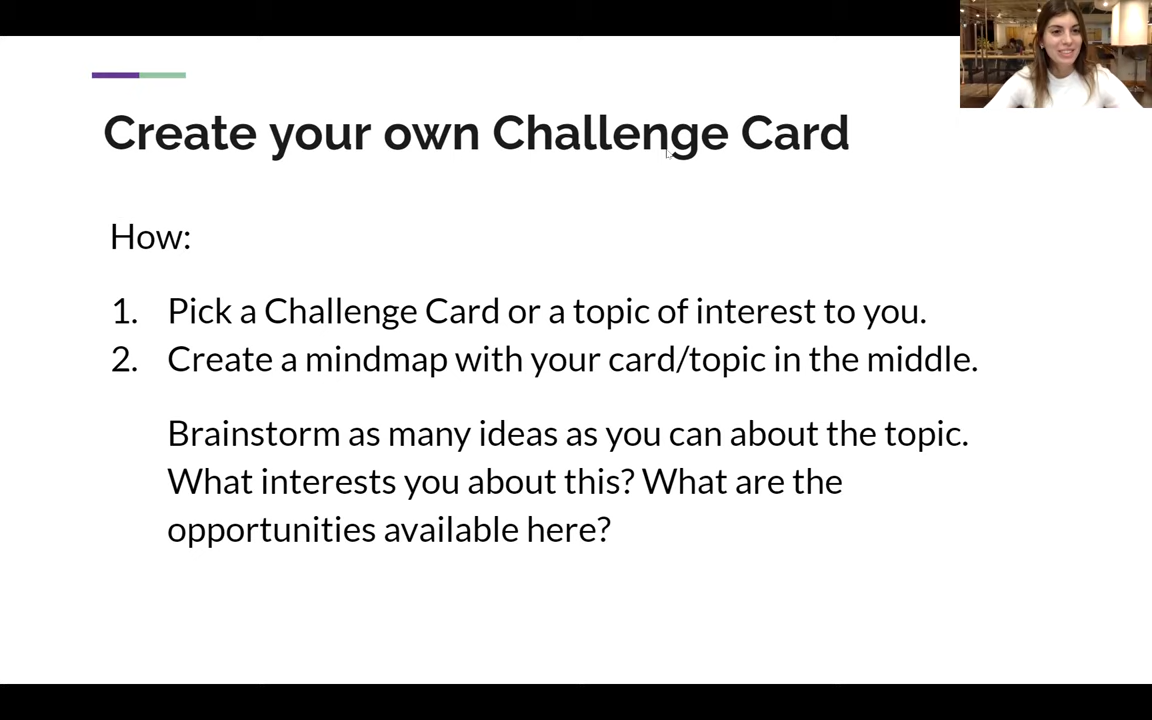 Create your own Challenge Card
How:
1. Pick a Challenge Card or a topic of interest to you.
2. Create a mindmap with your card/topic in the middle.
Brainstorm as many ideas as you can about the topic.
What interests you about this? What are the
opportunities available here?